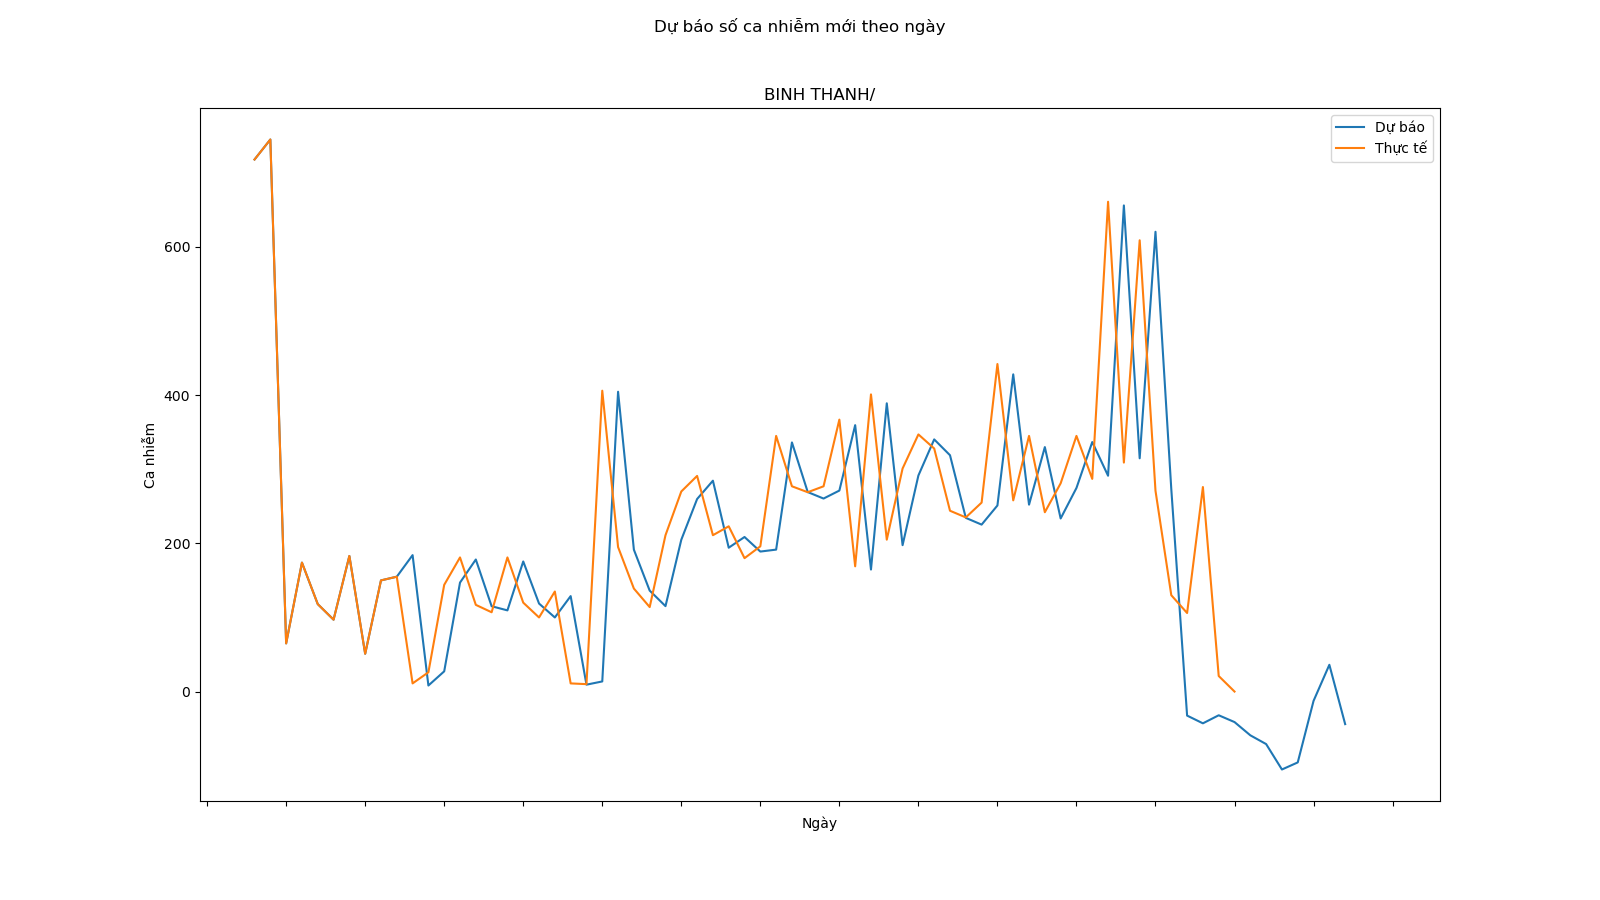 Dự báo số ca nhiễm mới theo ngày
BINH THANH/
Dự báo
Thực tế
600
400
200
0
Ca nhiễm
Ngày